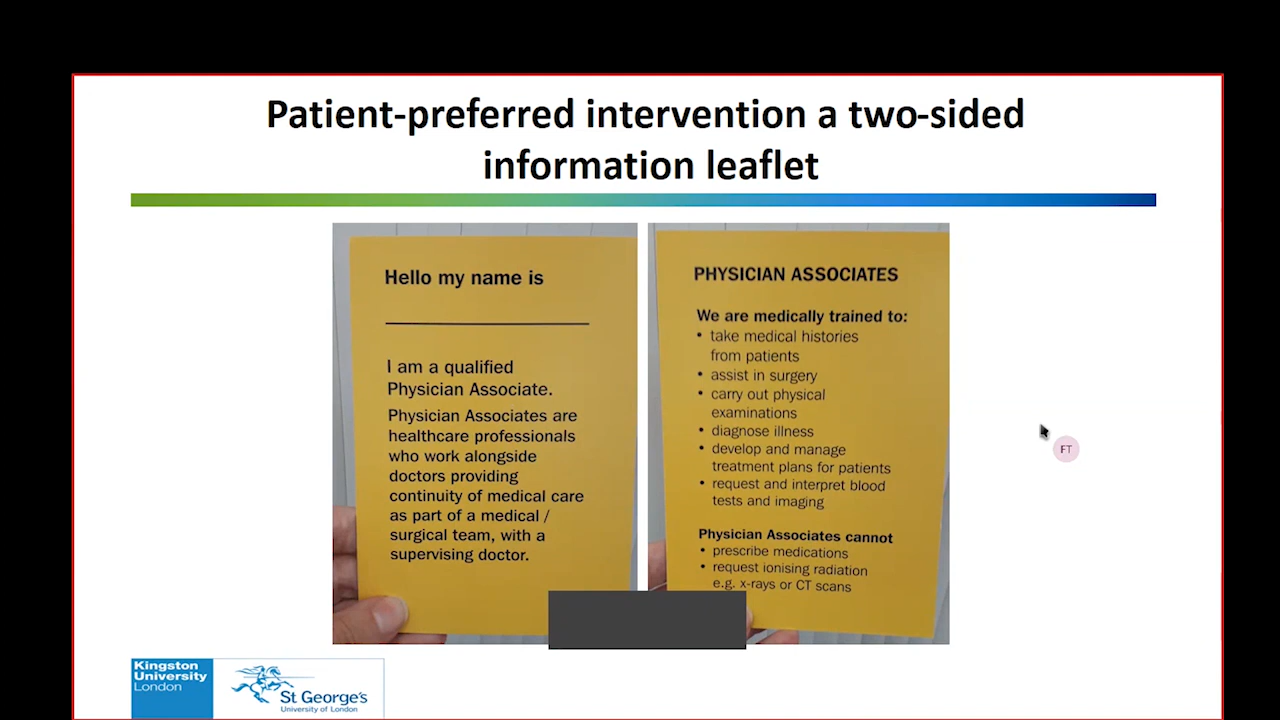 Patient-preferred intervention a two-sided
information leaflet
Hello my name is
I am a qualified
Physician Associate.
Physician Associates are
healthcare professionals
who work alongside
doctors providing
continuity of medical care
as part of a medical /
surgical team, with a
supervising doctor.
PHYSICIAN ASSOCIATES
We are medically trained to:
• take medical histories
from patients
• assist in surgery
• carry out physical
examinations
• diagnose illness
• develop and manage
treatment plans for patients
• request and interpret blood
tests and imaging
Physician Associates cannot
• prescribe medications
• request ionising radiation
e.g. x-rays or CT scans
FT
Kingston
University
London
St George's
University of London